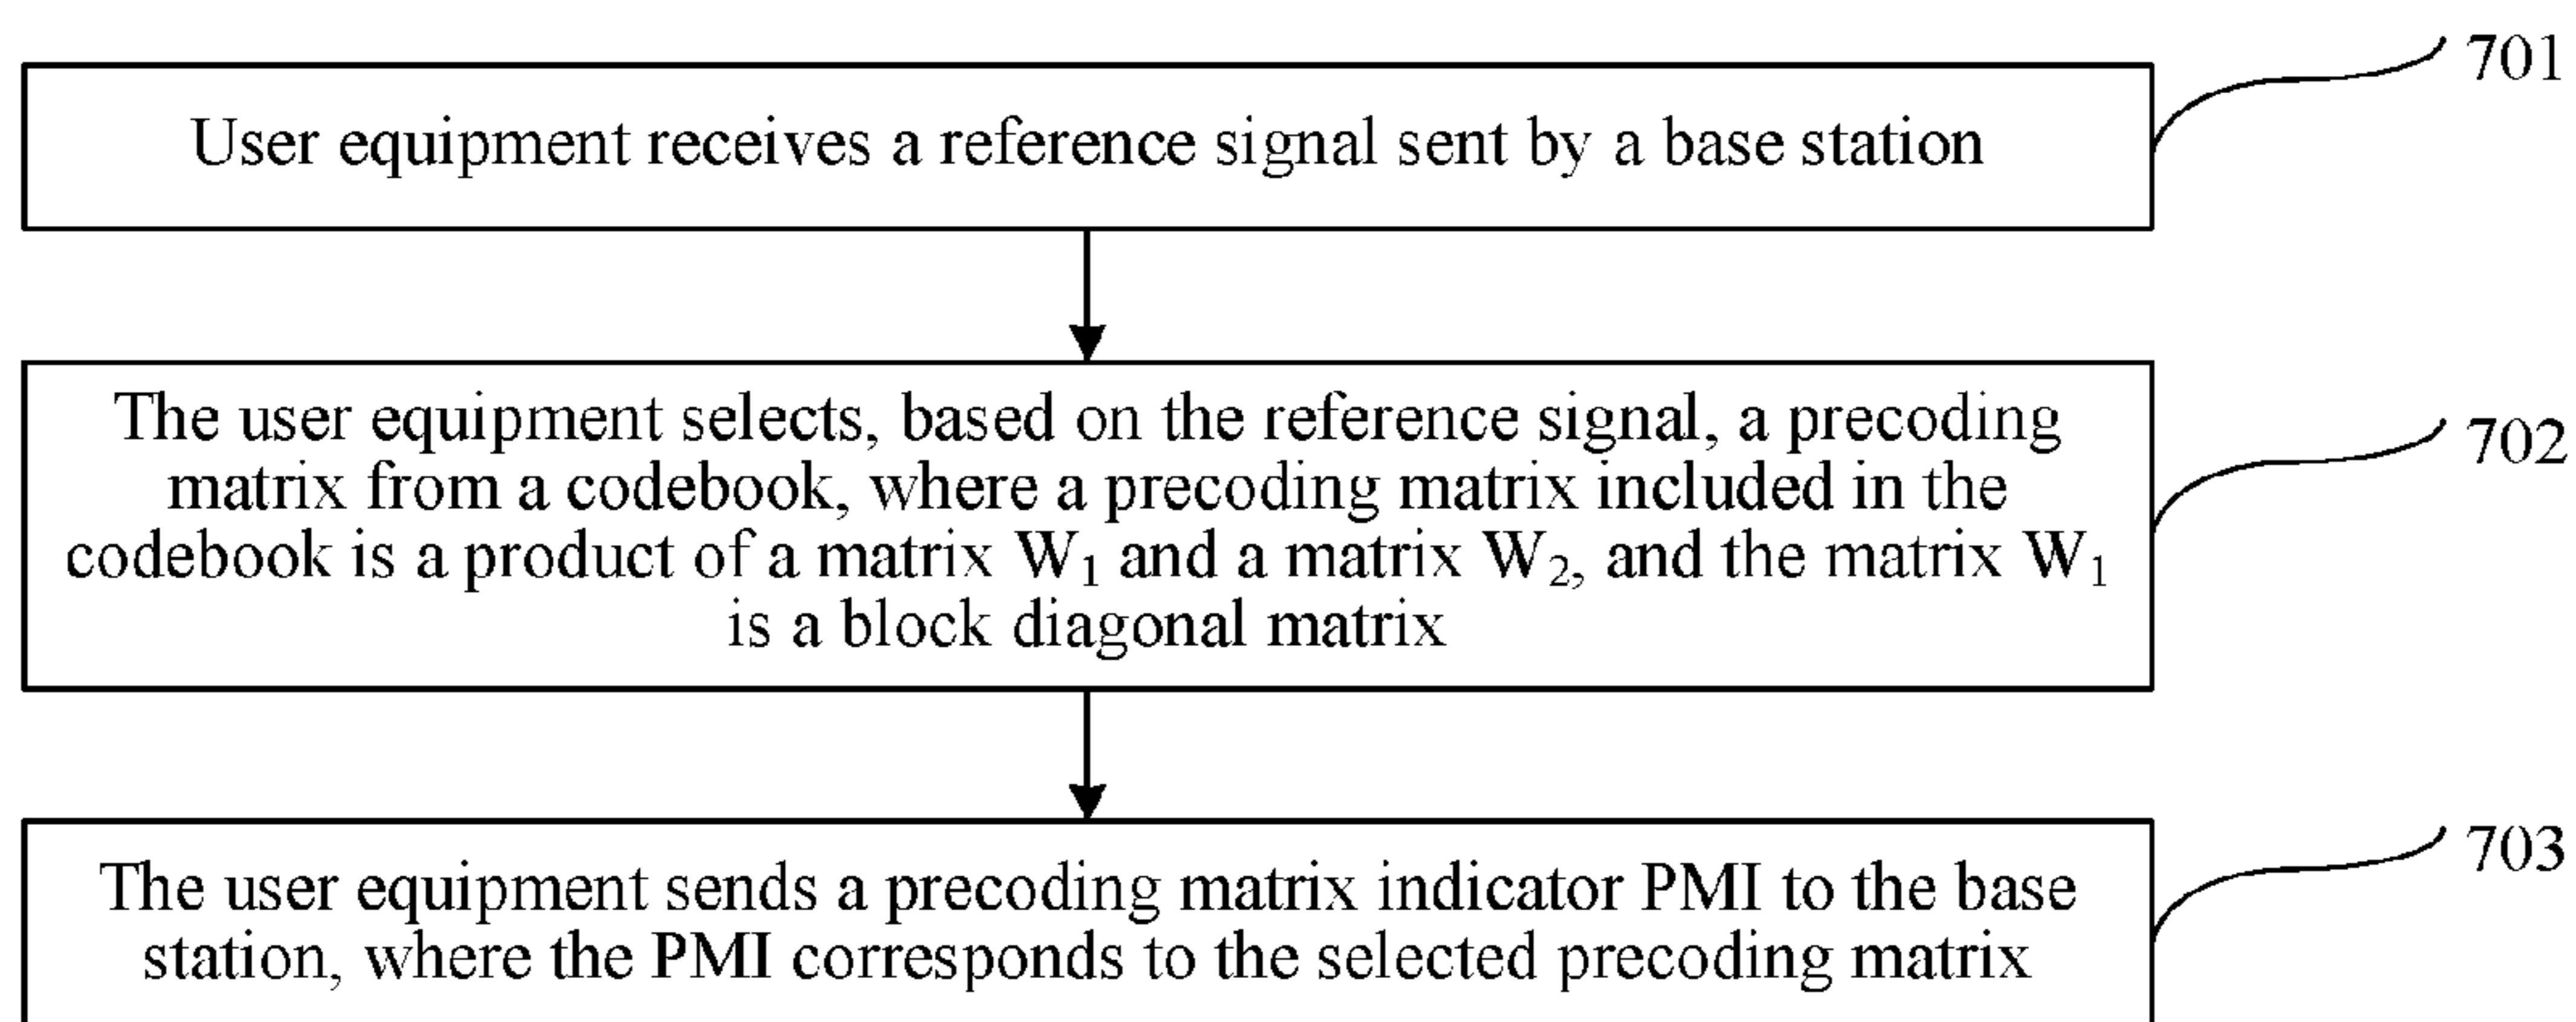 701
User equipment receives a reference signal sent by a base station
702
The user equipment selects, based on the reference signal, a precoding
matrix from a codebook, where a precoding matrix included in the
codebook is a product of a matrix W₁ and a matrix W₂, and the matrix W₁
is a block diagonal matrix
703
The user equipment sends a precoding matrix indicator PMI to the base
station, where the PMI corresponds to the selected precoding matrix